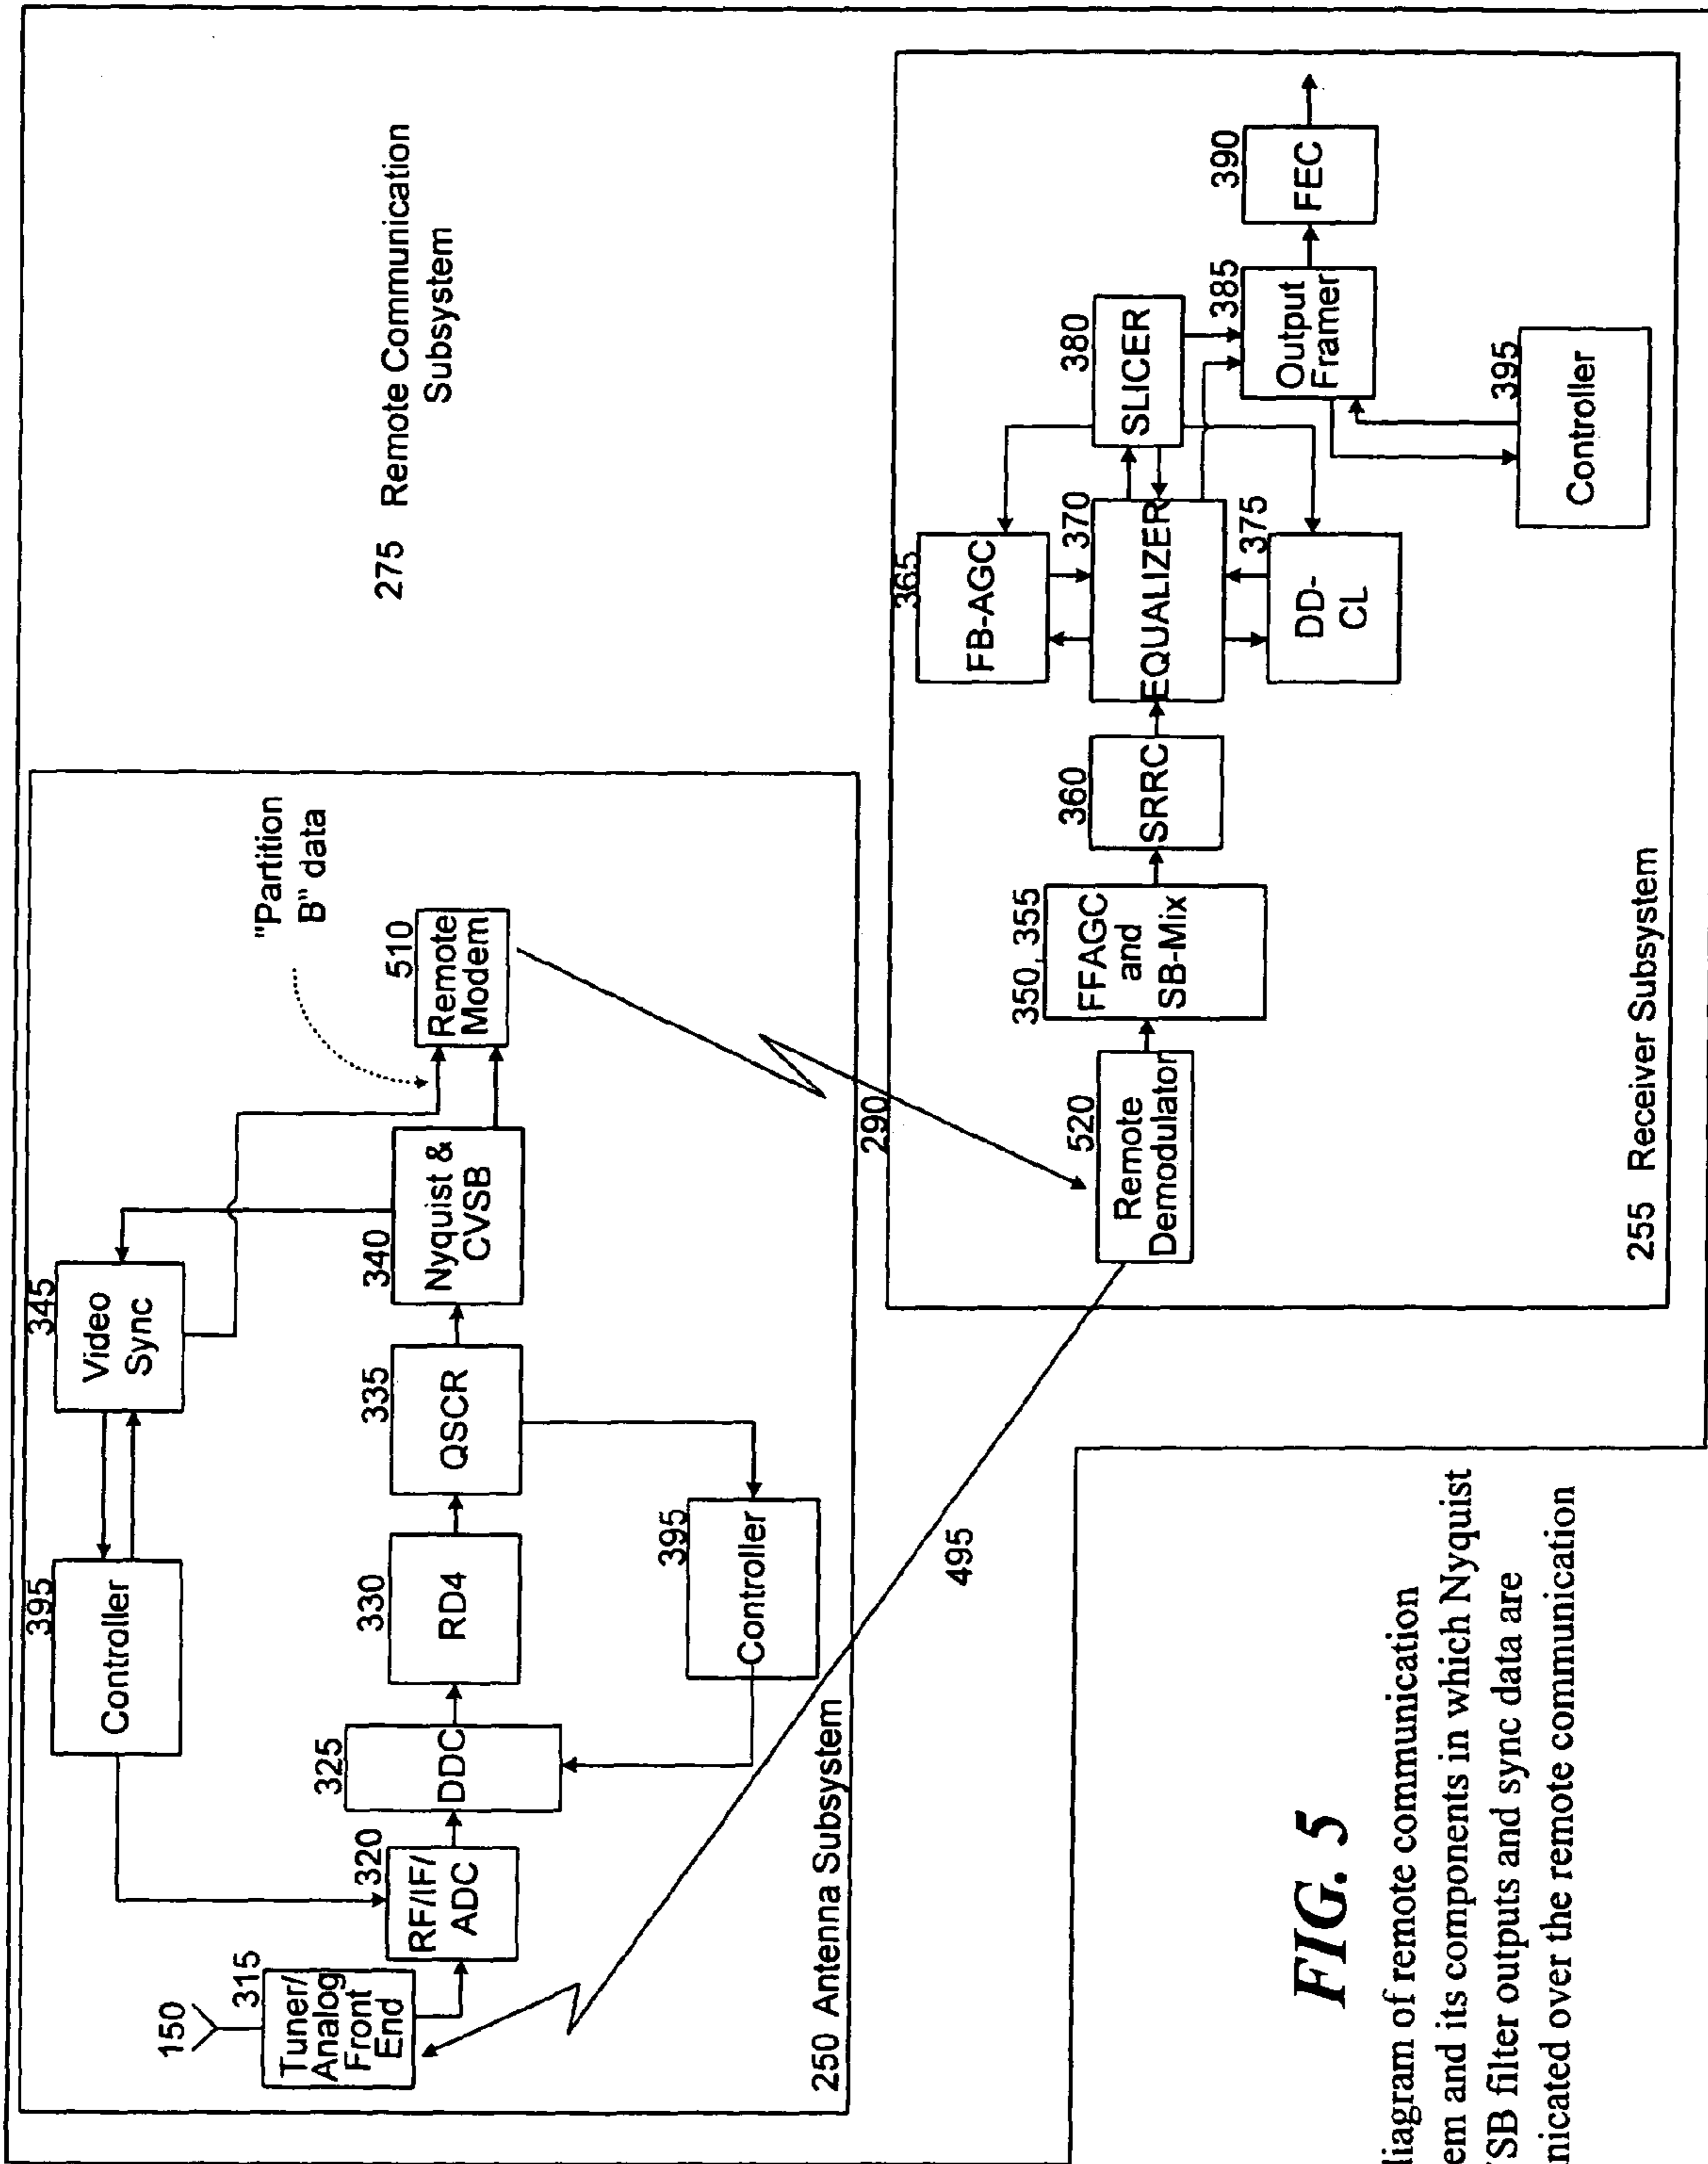 275 Remote Communication
Subsystem
395
Controller
345
Video
Sync
"Partition
B" data
150
315
Tuner/
Analog
Front
End
320
RF/IF/
ADC
325
DDC
330
RD4
335
QSCR
340
Nyquist &
CVSB
510
Remote
Modem
395
Controller
250 Antenna Subsystem
495
290
520
Remote
Demodulator
350, 355
FFAGC
and
SB-Mix
360
SRRC
365
FB-AGC
370
EQUALIZER
375
DD-
CL
380
SLICER
385
Output
Framer
390
FEC
395
Controller
255 Receiver Subsystem
FIG. 5
diagram of remote communication
em and its components in which Nyquist
SB filter outputs and sync data are
nicated over the remote communication